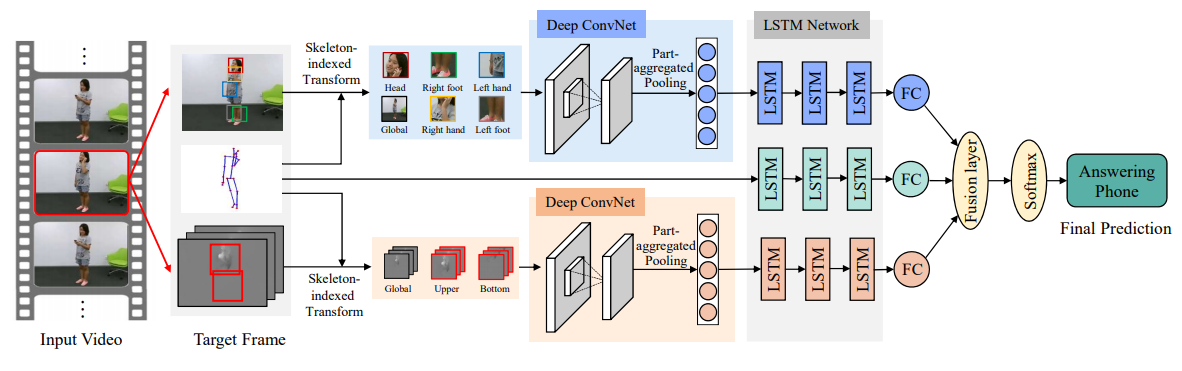 Input Video
Target Frame
Skeleton-
indexed
Transform
Head
Right foot
Left hand
Global
Right hand
Left foot
Deep ConvNet
Part-
aggregated
Pooling
LSTM Network
LSTM
LSTM
LSTM
FC
LSTM
LSTM
LSTM
FC
Skeleton-
indexed
Transform
Global
Upper
Bottom
Deep ConvNet
Part-
aggregated
Pooling
LSTM
LSTM
LSTM
FC
Fusion layer
Softmax
Answering
Phone
Final Prediction